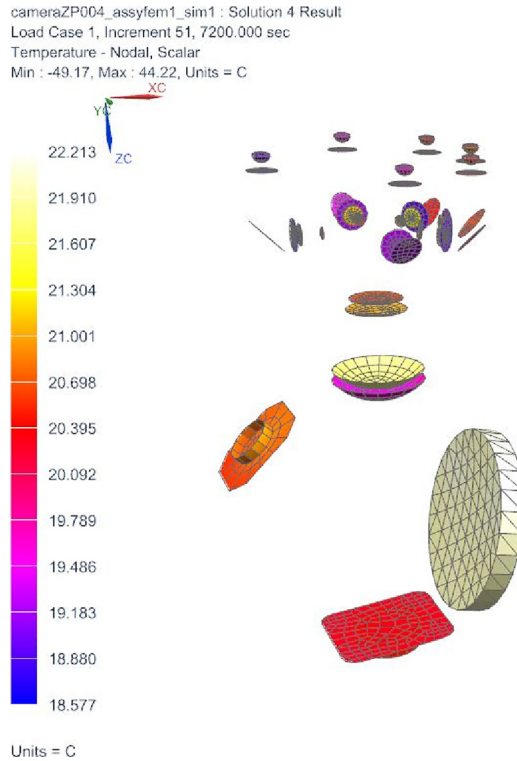 cameraZP004_assyfem1_sim1 : Solution 4 Result
Load Case 1, Increment 51, 7200.000 sec
Temperature - Nodal, Scalar
Min : -49.17, Max : 44.22, Units = C
XC
YC
ZC
22.213
21.910
21.607
21.304
21.001
20.698
20.395
20.092
19.789
19.486
19.183
18.880
18.577
Units = C